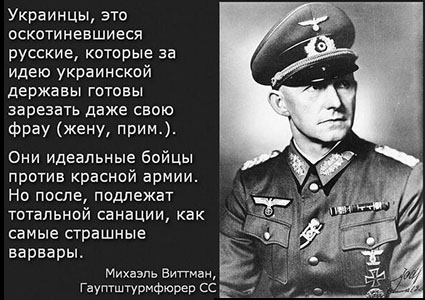 Украинцы, это
оскотиневшиеся
русские, которые за
идею украинской
державы готовы
зарезать даже свою
фрау (жену, прим.).
Они идеальные бойцы
против красной армии.
Но после, подлежат
тотальной санации, как
самые страшные
варвары.
Михаэль Виттман,
Гауптштурмфюрер СС